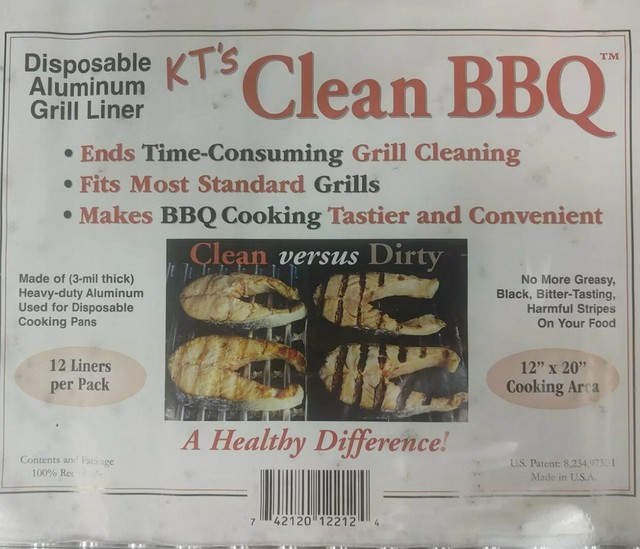 Disposable
Aluminum
Grill Liner
KT's
Clean BBQ™
• Ends Time-Consuming Grill Cleaning
• Fits Most Standard Grills
• Makes BBQ Cooking Tastier and Convenient
Clean versus Dirty
Made of (3-mil thick)
Heavy-duty Aluminum
Used for Disposable
Cooking Pans
No More Greasy,
Black, Bitter-Tasting,
Harmful Stripes
On Your Food
12 Liners
per Pack
12” x 20”
Cooking Area
A Healthy Difference!
Contents and Package
100%
U.S. Patent:
Made in U.S.A.
7 42120 12212 4